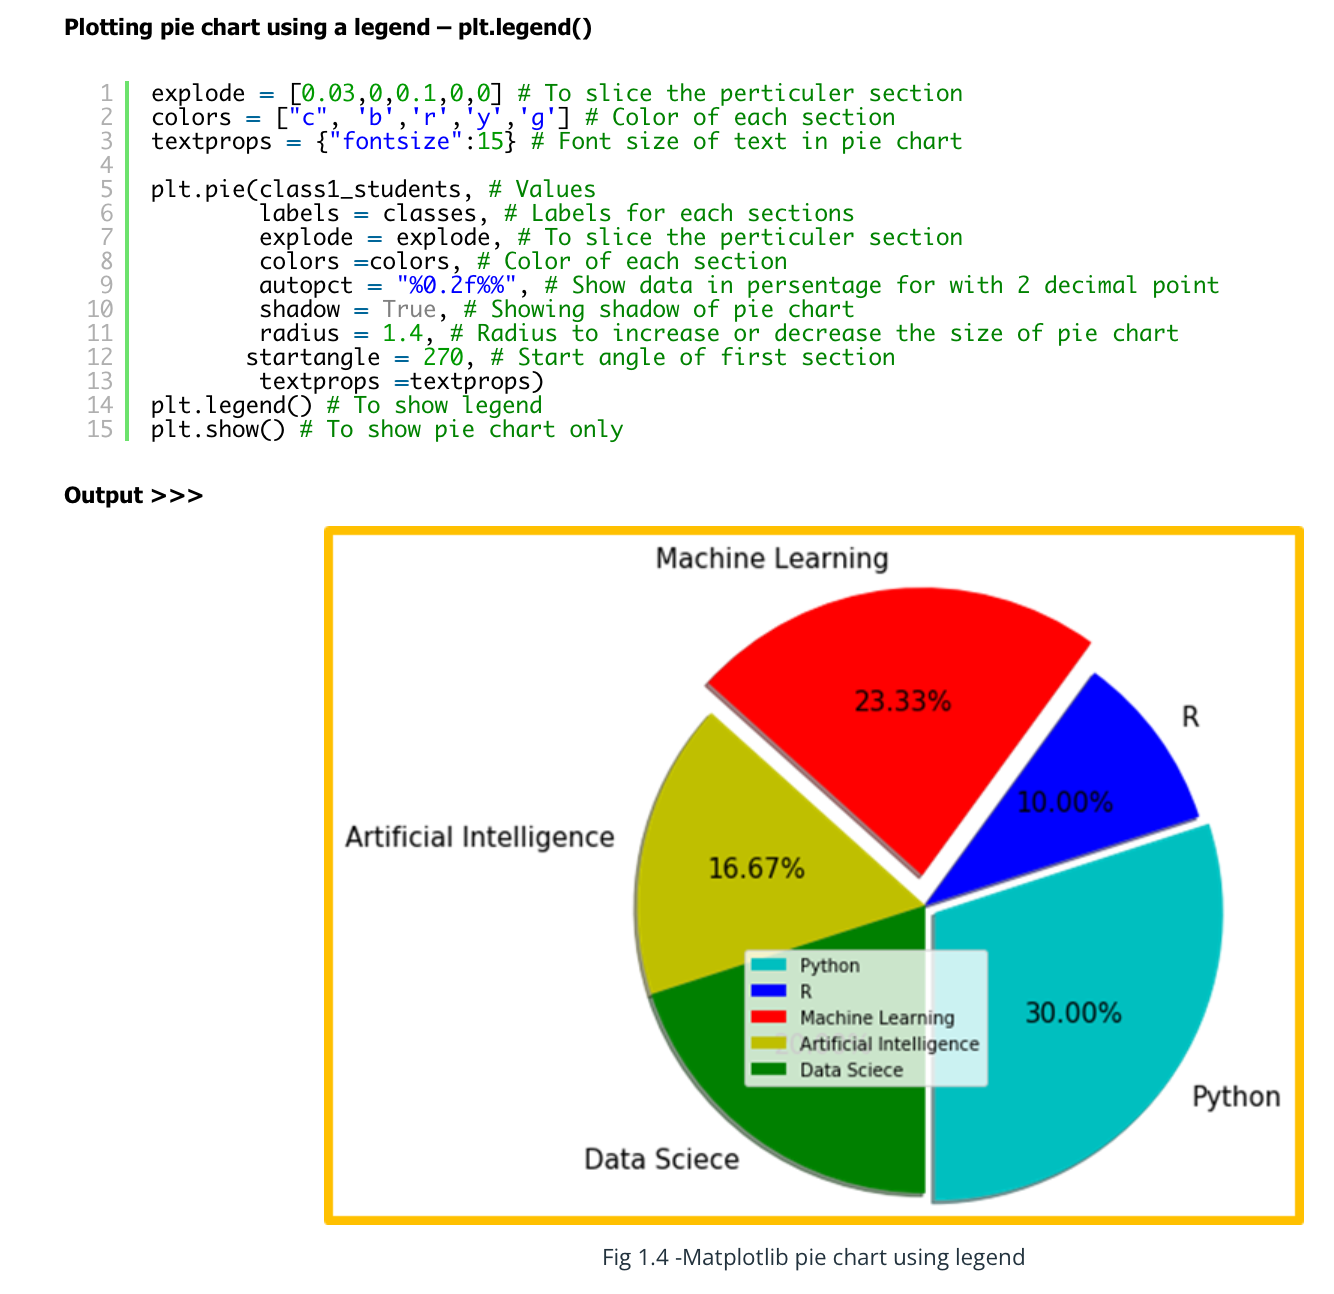 Plotting pie chart using a legend – plt.legend()
1 explode = [0.03,0,0.1,0,0] # To slice the perticuler section
2 colors = ["c", 'b','r','y','g'] # Color of each section
3 textprops = {"fontsize":15} # Font size of text in pie chart
4
5 plt.pie(class1_students, # Values
6 labels = classes, # Labels for each sections
7 explode = explode, # To slice the perticuler section
8 colors =colors, # Color of each section
9 autopct = "%0.2f%%", # Show data in persentage for with 2 decimal point
10 shadow = True, # Showing shadow of pie chart
11 radius = 1.4, # Radius to increase or decrease the size of pie chart
12 startangle = 270, # Start angle of first section
13 textprops =textprops)
14 plt.legend() # To show legend
15 plt.show() # To show pie chart only
Output >>>
Machine Learning
23.33%
R
10.00%
Artificial Intelligence
16.67%
Python
R
Machine Learning
Artificial Intelligence
Data Sciece
30.00%
Python
Data Sciece
Fig 1.4 -Matplotlib pie chart using legend